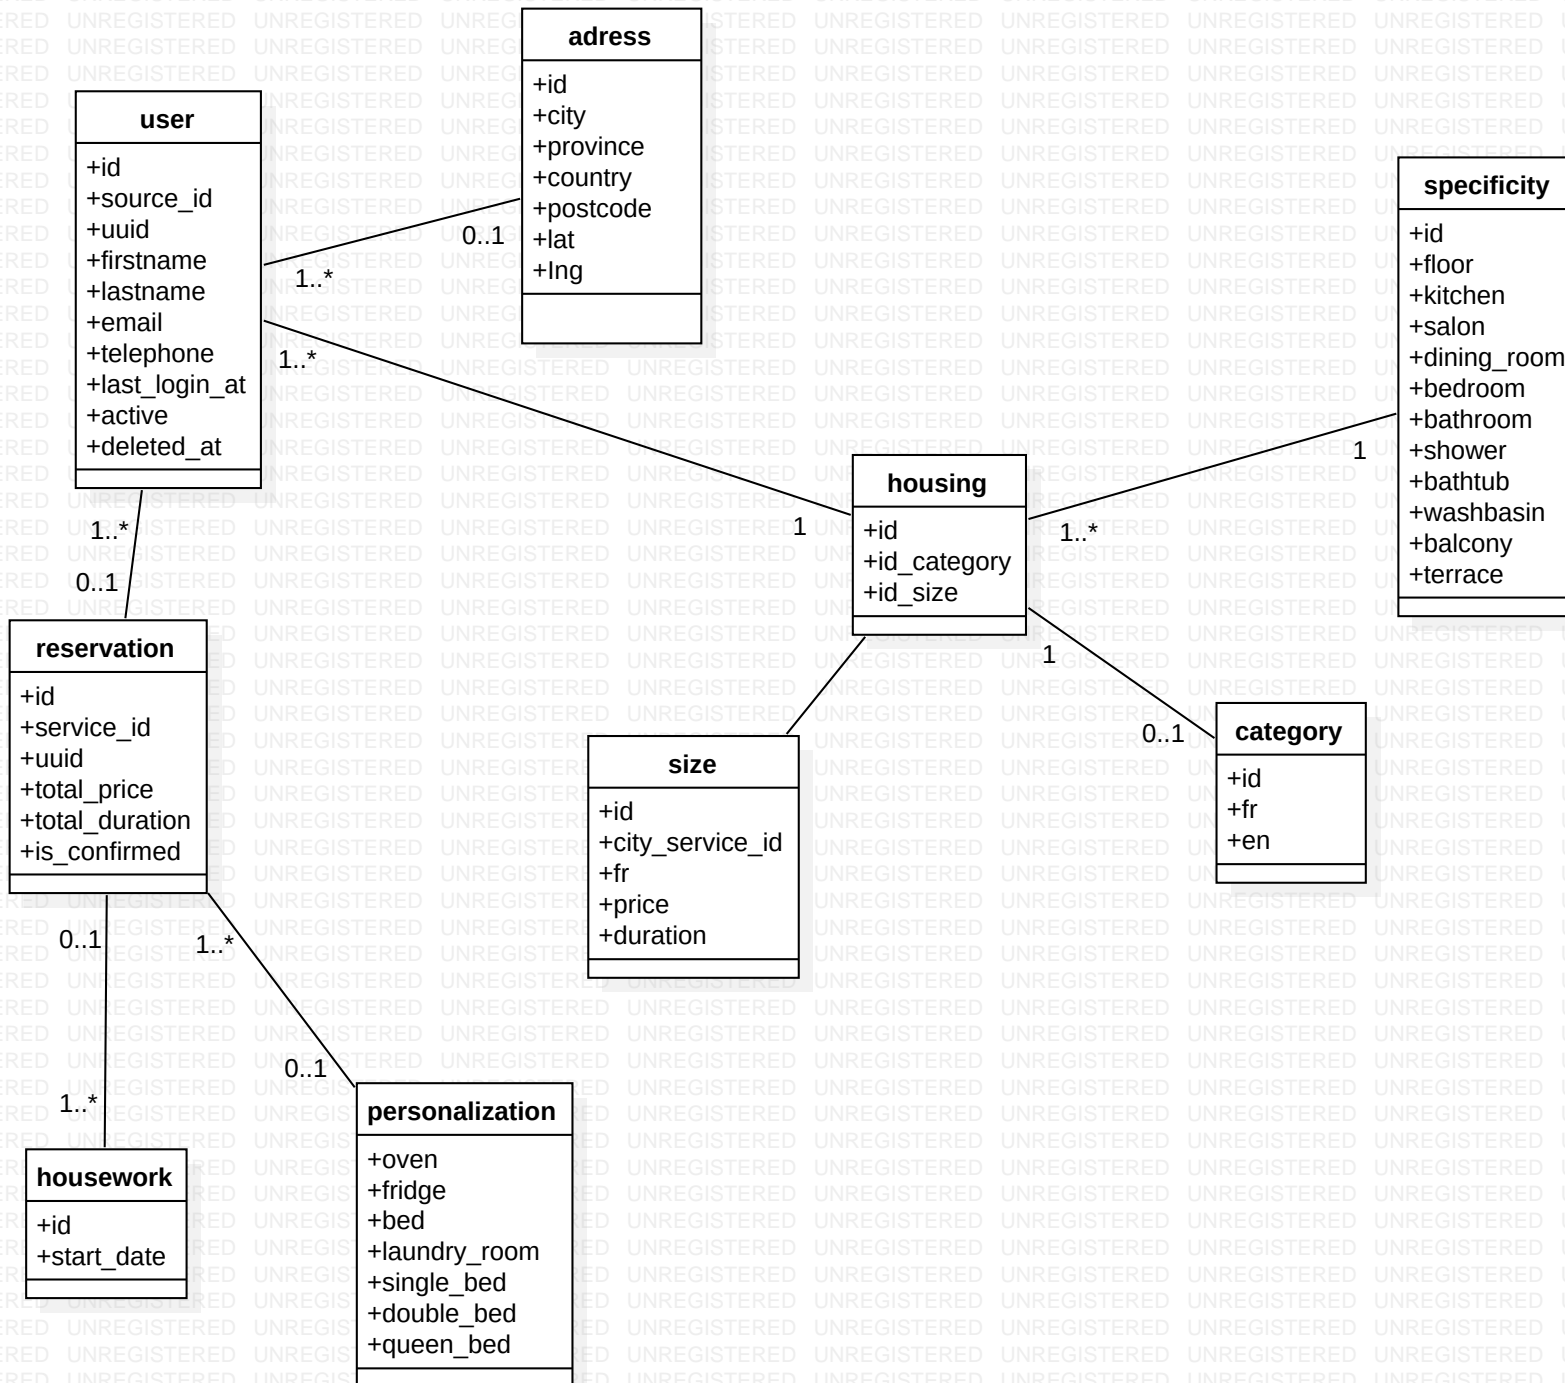 adress
+id
+city
+province
+country
+postcode
+lat
+lng
user
+id
+source_id
+uuid
+firstname
+lastname
+email
+telephone
+last_login_at
+active
+deleted_at
0..1
1..*
1..*
1
specificity
+id
+floor
+kitchen
+salon
+dining_room
+bedroom
+bathroom
+shower
+bathtub
+washbasin
+balcony
+terrace
housing
+id
+id_category
+id_size
1
1..*
1
0..1
1..*
0..1
reservation
+id
+service_id
+uuid
+total_price
+total_duration
+is_confirmed
size
+id
+city_service_id
+fr
+price
+duration
category
+id
+fr
+en
0..1
1..*
1..*
0..1
housework
+id
+start_date
personalization
+oven
+fridge
+bed
+laundry_room
+single_bed
+double_bed
+queen_bed
UNREGISTERED